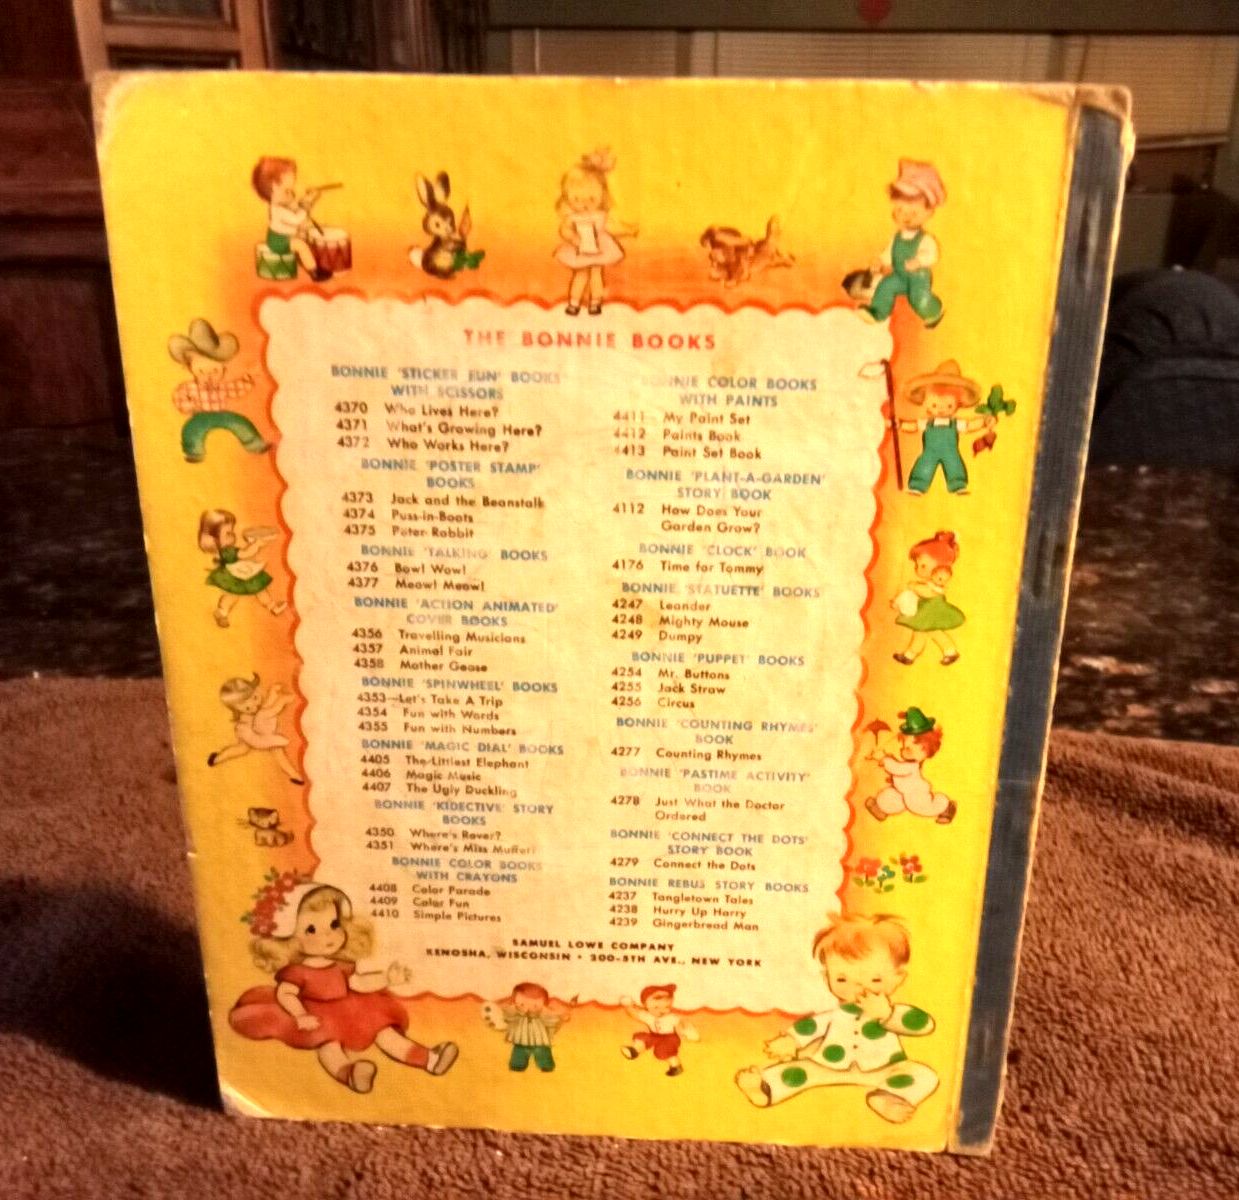 THE BONNIE BOOKS
BONNIE 'STICKER FUN' BOOKS
WITH SCISSORS
4370 Who Lives Here?
4371 What's Growing Here?
4372 Who Works Here?
BONNIE 'POSTER STAMP'
BOOKS
4373 Jack and the Beanstalk
4374 Puss-in-Boots
4375 Peter Rabbit
BONNIE 'TALKING' BOOKS
4376 Bow! Wow!
4377 Meow! Meow!
BONNIE 'ACTION ANIMATED'
COVER BOOKS
4356 Travelling Musicians
4357 Animal Fair
4358 Mother Goose
BONNIE 'SPINWHEEL' BOOKS
4353 Let's Take A Trip
4354 Fun with Words
4355 Fun with Numbers
BONNIE 'MAGIC DIAL' BOOKS
4405 The Littlest Elephant
4406 Magic Music
4407 The Ugly Duckling
BONNIE 'KIDECTIVE' STORY
BOOKS
4350 Where's Rover?
4351 Where's Miss Muffet?
BONNIE COLOR BOOKS
WITH CRAYONS
4408 Color Parade
4409 Color Fun
4410 Simple Pictures
BONNIE COLOR BOOKS
WITH PAINTS
4411 My Paint Set
4412 Paints Book
4413 Paint Set Book
BONNIE 'PLANT-A-GARDEN'
STORY BOOK
4112 How Does Your
Garden Grow?
BONNIE 'CLOCK' BOOK
4176 Time for Tommy
BONNIE 'STATUETTE' BOOKS
4247 Leander
4248 Mighty Mouse
4249 Dumpy
BONNIE 'PUPPET' BOOKS
4254 Mr. Buttons
4255 Jack Straw
4256 Circus
BONNIE 'COUNTING RHYMES'
BOOK
4277 Counting Rhymes
BONNIE 'PASTIME ACTIVITY'
BOOK
4278 Just What the Doctor
Ordered
BONNIE 'CONNECT THE DOTS'
STORY BOOK
4279 Connect the Dots
BONNIE REBUS STORY BOOKS
4237 Tangletown Tales
4238 Hurry Up Harry
4239 Gingerbread Man
SAMUEL LOWE COMPANY
KENOSHA, WISCONSIN • 200-5TH AVE., NEW YORK